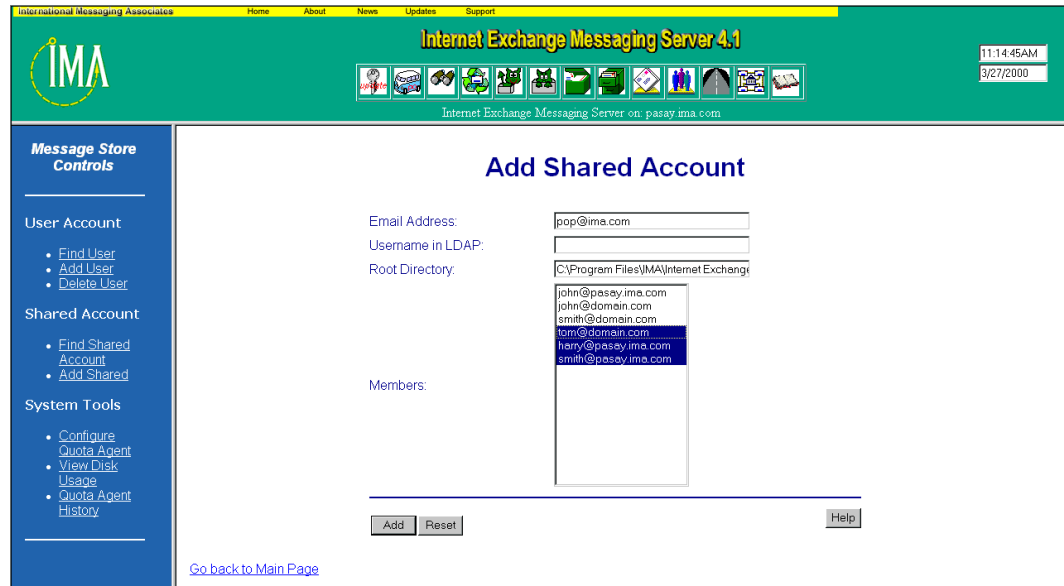 International Messaging Associates Home About News Updates Support
IMA
Internet Exchange Messaging Server 4.1
11:14:45AM
3/27/2000
update
Internet Exchange Messaging Server on: pasay.ima.com
Message Store
Controls
User Account
Find User
Add User
Delete User
Shared Account
Find Shared
Account
Add Shared
System Tools
Configure
Quota Agent
View Disk
Usage
Quota Agent
History
Add Shared Account
Email Address: pop@ima.com
Username in LDAP:
Root Directory: C:\Program Files\IMA\Internet Exchange
john@pasay.ima.com
john@domain.com
smith@domain.com
tom@domain.com
harry@pasay.ima.com
smith@pasay.ima.com
Members:
Add Reset Help
Go back to Main Page